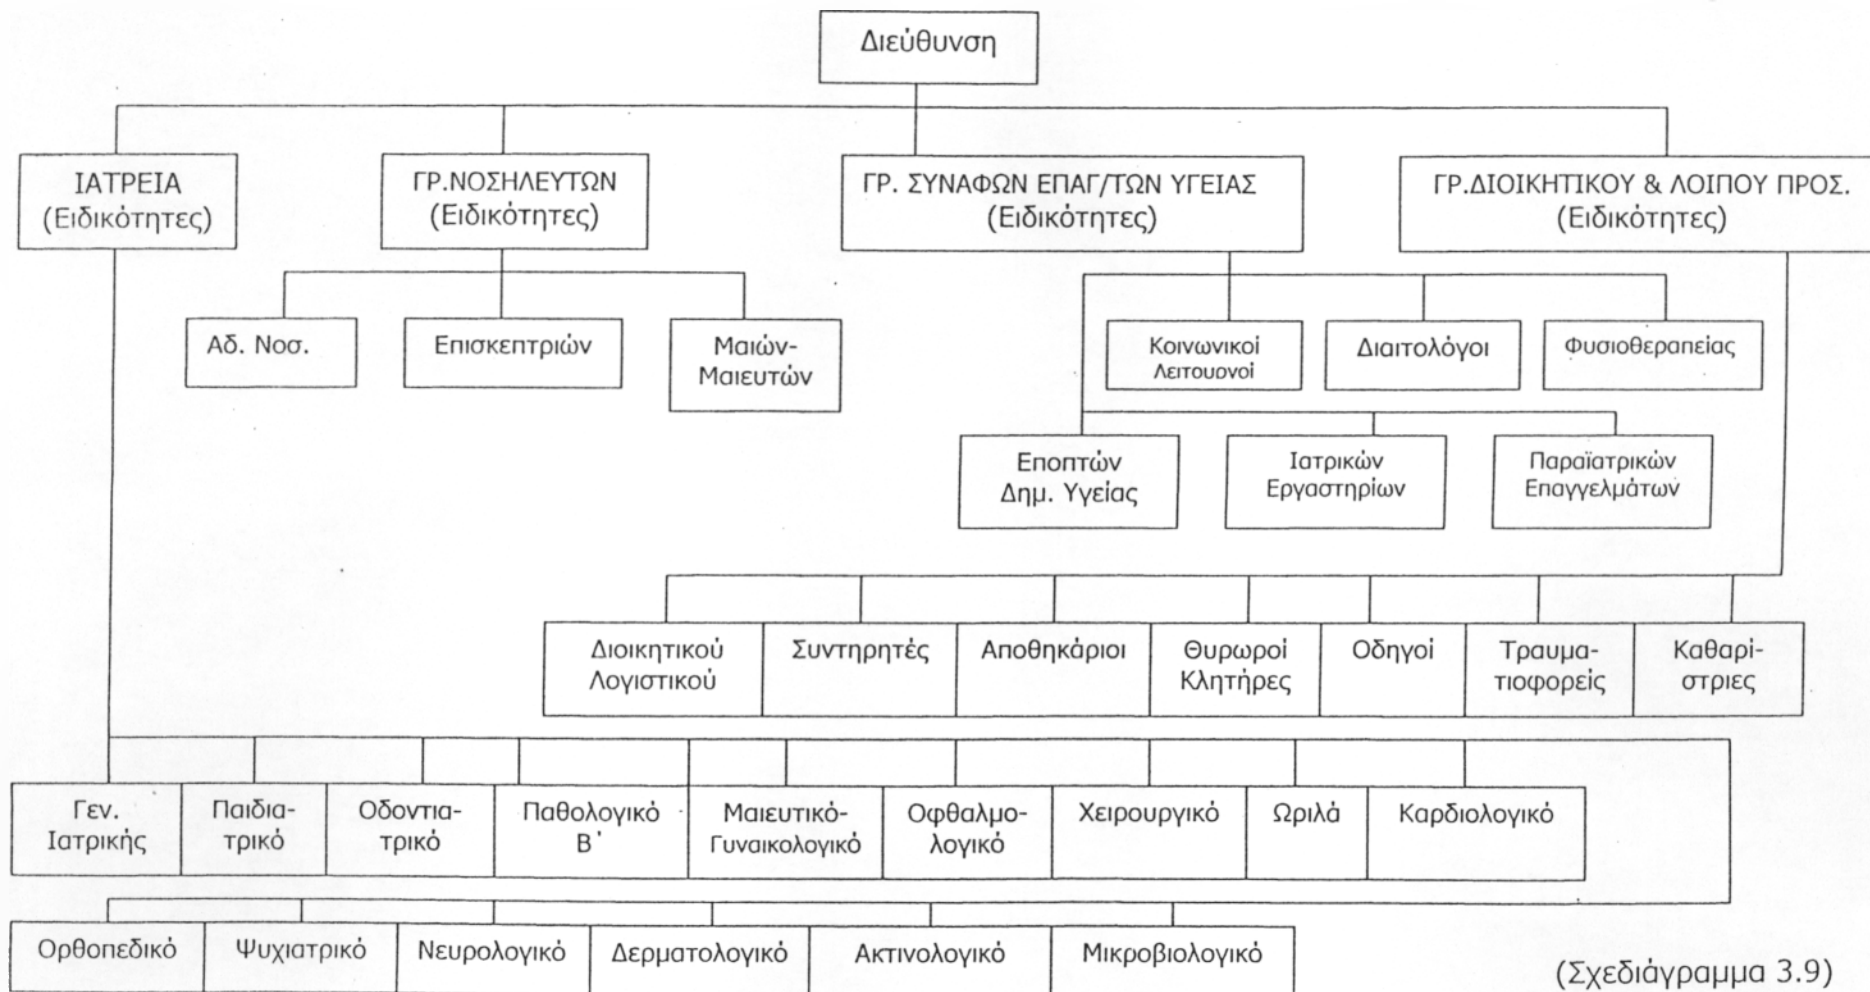 Διεύθυνση
ΙΑΤΡΕΙΑ
(Ειδικότητες)
ΓΡ.ΝΟΣΗΛΕΥΤΩΝ
(Ειδικότητες)
ΓΡ. ΣΥΝΑΦΩΝ ΕΠΑΓ/ΤΩΝ ΥΓΕΙΑΣ
(Ειδικότητες)
ΓΡ.ΔΙΟΙΚΗΤΙΚΟΥ & ΛΟΙΠΟΥ ΠΡΟΣ.
(Ειδικότητες)
Αδ. Νοσ.
Επισκεπτριών
Μαιών-
Μαιευτών
Κοινωνικοί
Λειτουργοί
Διαιτολόγοι
Φυσιοθεραπείας
Εποπτών
Δημ. Υγείας
Ιατρικών
Εργαστηρίων
Παραϊατρικών
Επαγγελμάτων
Διοικητικού
Λογιστικού
Συντηρητές
Αποθηκάριοι
Θυρωροί
Κλητήρες
Οδηγοί
Τραυμα-
τιοφορείς
Καθαρί-
στριες
Γεν.
Ιατρικής
Παιδια-
τρικό
Οδοντια-
τρικό
Παθολογικό
Β΄
Μαιευτικό-
Γυναικολογικό
Οφθαλμο-
λογικό
Χειρουργικό
Ωριλά
Καρδιολογικό
Ορθοπεδικό
Ψυχιατρικό
Νευρολογικό
Δερματολογικό
Ακτινολογικό
Μικροβιολογικό
(Σχεδιάγραμμα 3.9)